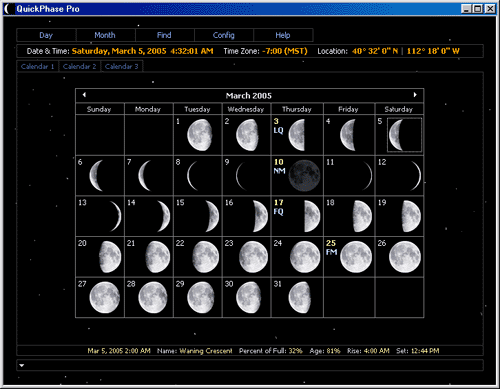 QuickPhase Pro
Day Month Find Config Help
Date & Time: Saturday, March 5, 2005 4:32:01 AM Time Zone: -7:00 (MST) Location: 40° 32' 0" N | 112° 18' 0" W
Calendar 1 Calendar 2 Calendar 3
March 2005
Sunday Monday Tuesday Wednesday Thursday Friday Saturday
1 2 3 4 5
LQ
6 7 8 9 10 11 12
NM
13 14 15 16 17 18 19
FQ
20 21 22 23 24 25 26
FM
27 28 29 30 31
Mar 5, 2005 2:00 AM Name: Waning Crescent Percent of Full: 32% Age: 81% Rise: 4:00 AM Set: 12:44 PM